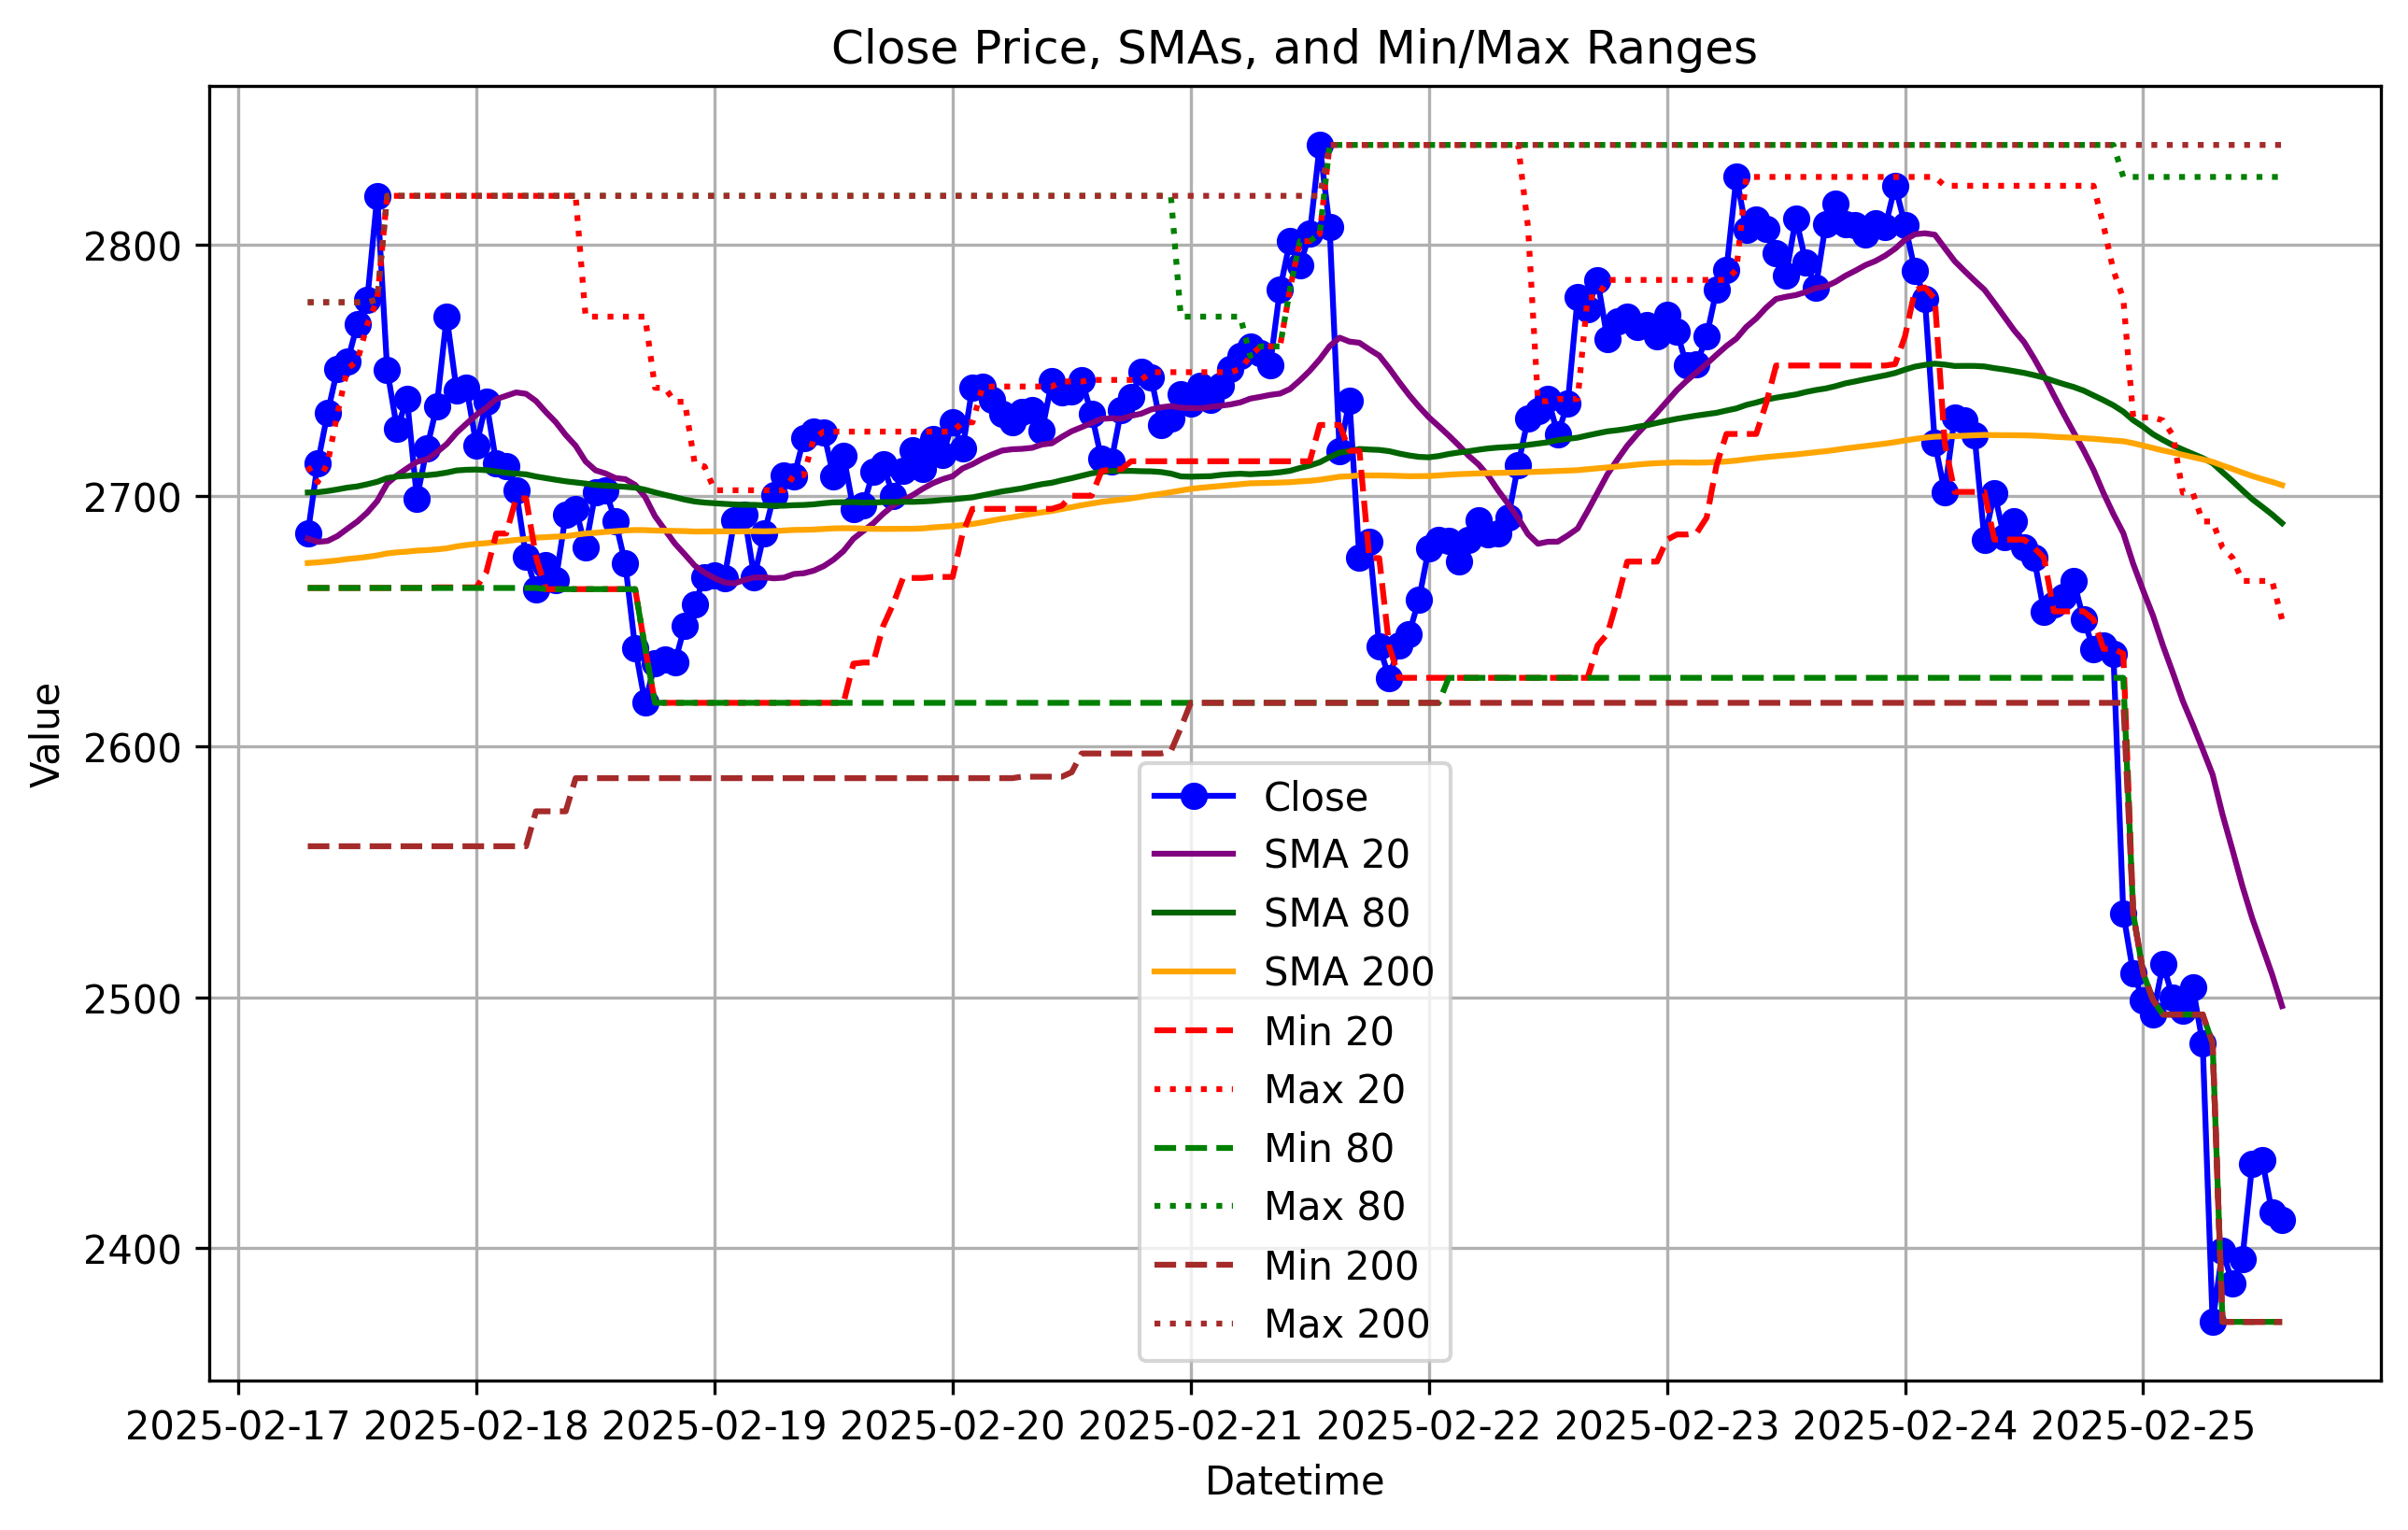 Close Price, SMAs, and Min/Max Ranges
Value
2800
2700
2600
2500
2400
Close
SMA 20
SMA 80
SMA 200
Min 20
Max 20
Min 80
Max 80
Min 200
Max 200
2025-02-17 2025-02-18 2025-02-19 2025-02-20 2025-02-21 2025-02-22 2025-02-23 2025-02-24 2025-02-25
Datetime